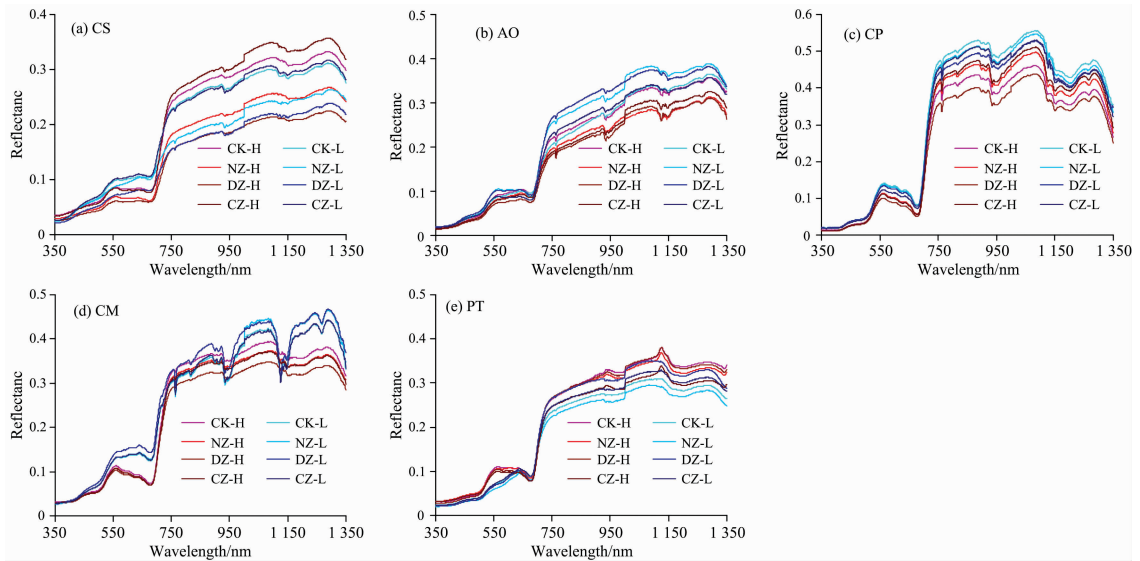 (a) CS
0.4
0.3
0.2
0.1
0
Reflectanc
CK-H CK-L
NZ-H NZ-L
DZ-H DZ-L
CZ-H CZ-L
350 550 750 950 1 150 1 350
Wavelength/nm
(b) AO
0.5
0.4
0.3
0.2
0.1
0
Reflectanc
CK-H CK-L
NZ-H NZ-L
DZ-H DZ-L
CZ-H CZ-L
350 550 750 950 1 150 1 350
Wavelength/nm
(c) CP
0.6
0.5
0.4
0.3
0.2
0.1
0
Reflectanc
CK-H CK-L
NZ-H NZ-L
DZ-H DZ-L
CZ-H CZ-L
350 550 750 950 1 150 1 350
Wavelength/nm
(d) CM
0.5
0.4
0.3
0.2
0.1
0
Reflectanc
CK-H CK-L
NZ-H NZ-L
DZ-H DZ-L
CZ-H CZ-L
350 550 750 950 1 150 1 350
Wavelength/nm
(e) PT
0.5
0.4
0.3
0.2
0.1
0
Reflectanc
CK-H CK-L
NZ-H NZ-L
DZ-H DZ-L
CZ-H CZ-L
350 550 750 950 1 150 1 350
Wavelength/nm